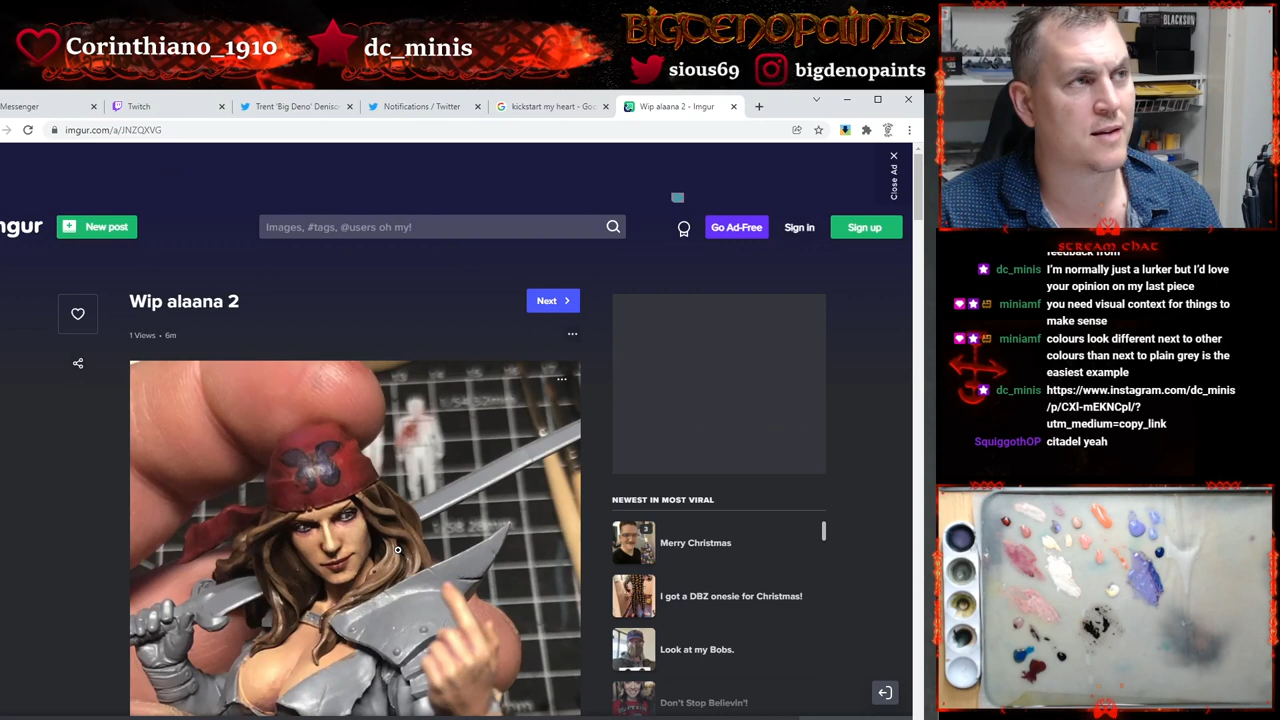 Corinthiano_1910
dc_minis
BIGDENOPAINTS
sious69
bigdenopaints
Messenger
Twitch
Trent 'Big Deno' Denisor
Notifications / Twitter
kickstart my heart - Goo
Wip alaana 2 - Imgur
imgur.com/a/JNZQXVG
Close Ad
imgur
New post
Images, #tags, @users oh my!
Go Ad-Free
Sign in
Sign up
Wip alaana 2
Next
1 Views • 6m
NEWEST IN MOST VIRAL
3
Merry Christmas
I got a DBZ onesie for Christmas!
Look at my Bobs.
Don't Stop Believin'!
BLACKSUN
STREAM CHAT
feedback from
dc_minis I'm normally just a lurker but I'd love
your opinion on my last piece
miniamf you need visual context for things to
make sense
miniamf colours look different next to other
colours than next to plain grey is the
easiest example
dc_minis https://www.instagram.com/dc_minis
/p/CXl-mEKNCpl/?
utm_medium=copy_link
SquiggothOP citadel yeah